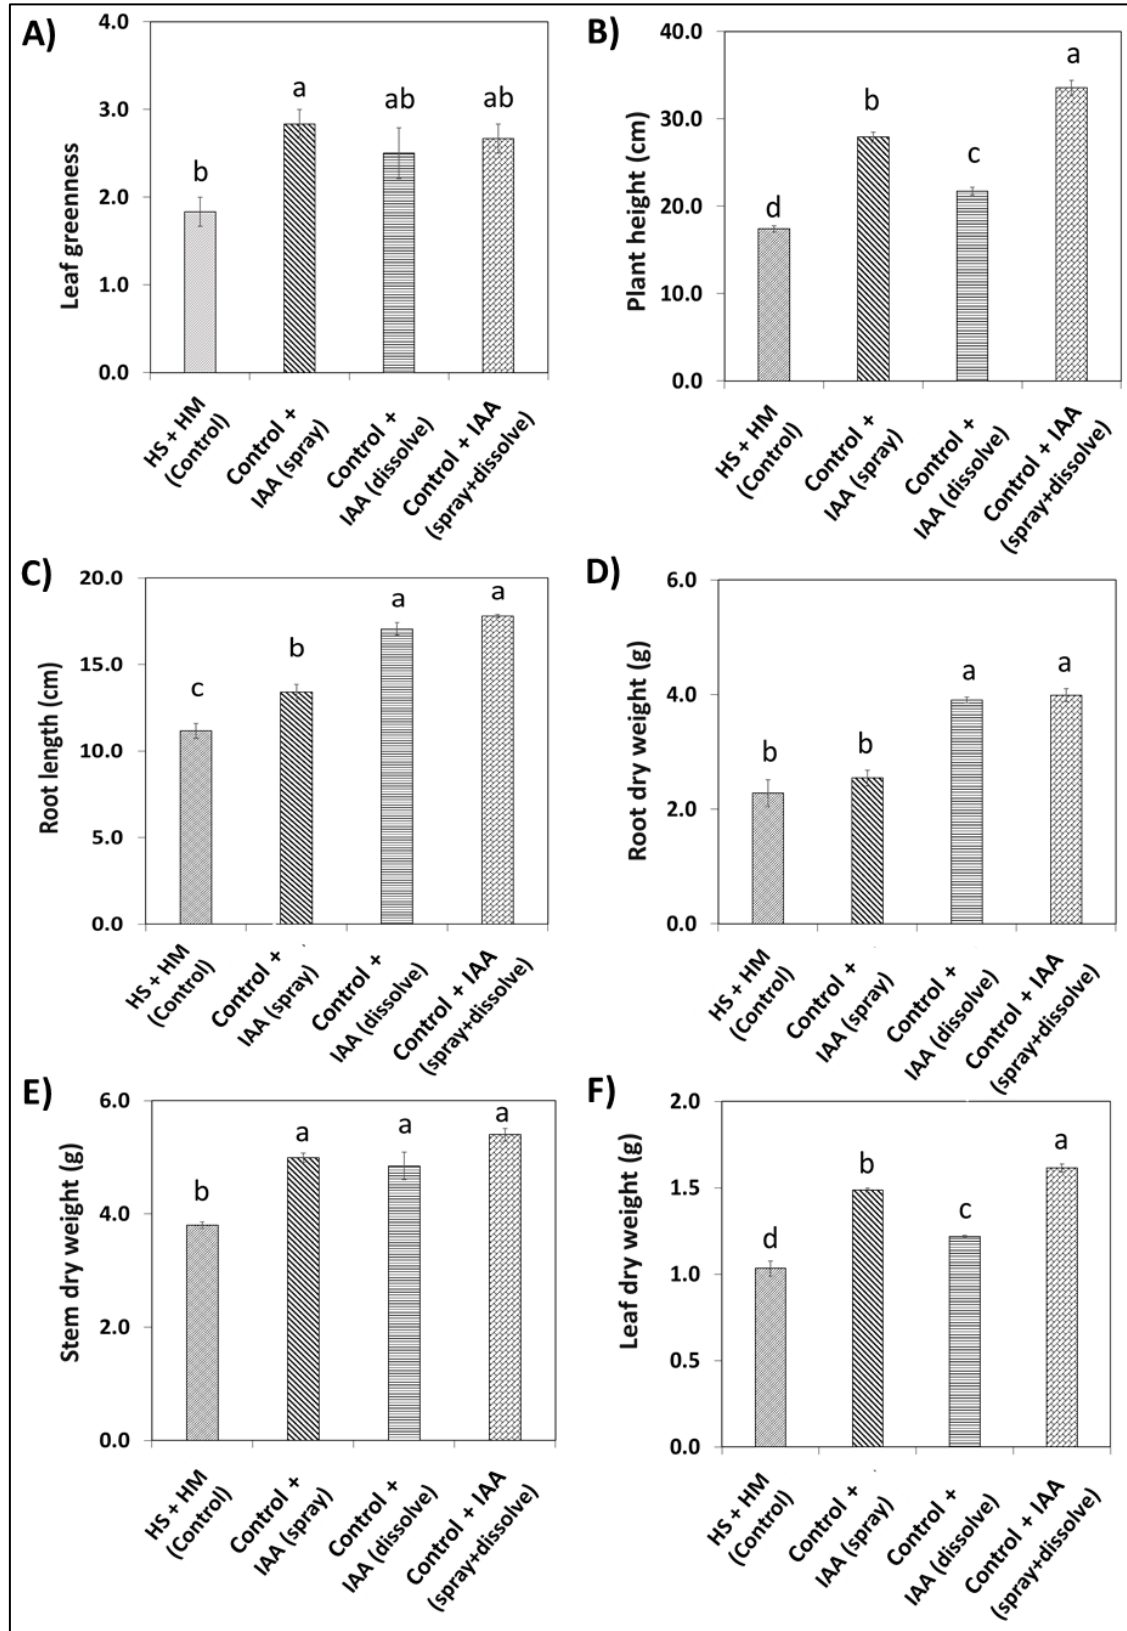 A)
Leaf greenness
4.0
3.0
2.0
1.0
0.0
b
a
ab
ab
HS + HM
(Control)
Control +
IAA (spray)
Control +
IAA (dissolve)
Control + IAA
(spray+dissolve)
B)
Plant height (cm)
40.0
30.0
20.0
10.0
0.0
d
b
c
a
HS + HM
(Control)
Control +
IAA (spray)
Control +
IAA (dissolve)
Control + IAA
(spray+dissolve)
C)
Root length (cm)
20.0
15.0
10.0
5.0
0.0
c
b
a
a
HS + HM
(Control)
Control +
IAA (spray)
Control +
IAA (dissolve)
Control + IAA
(spray+dissolve)
D)
Root dry weight (g)
6.0
4.0
2.0
0.0
b
b
a
a
HS + HM
(Control)
Control +
IAA (spray)
Control +
IAA (dissolve)
Control + IAA
(spray+dissolve)
E)
Stem dry weight (g)
6.0
4.0
2.0
0.0
b
a
a
a
HS + HM
(Control)
Control +
IAA (spray)
Control +
IAA (dissolve)
Control + IAA
(spray+dissolve)
F)
Leaf dry weight (g)
2.0
1.5
1.0
0.5
0.0
d
b
c
a
HS + HM
(Control)
Control +
IAA (spray)
Control +
IAA (dissolve)
Control + IAA
(spray+dissolve)